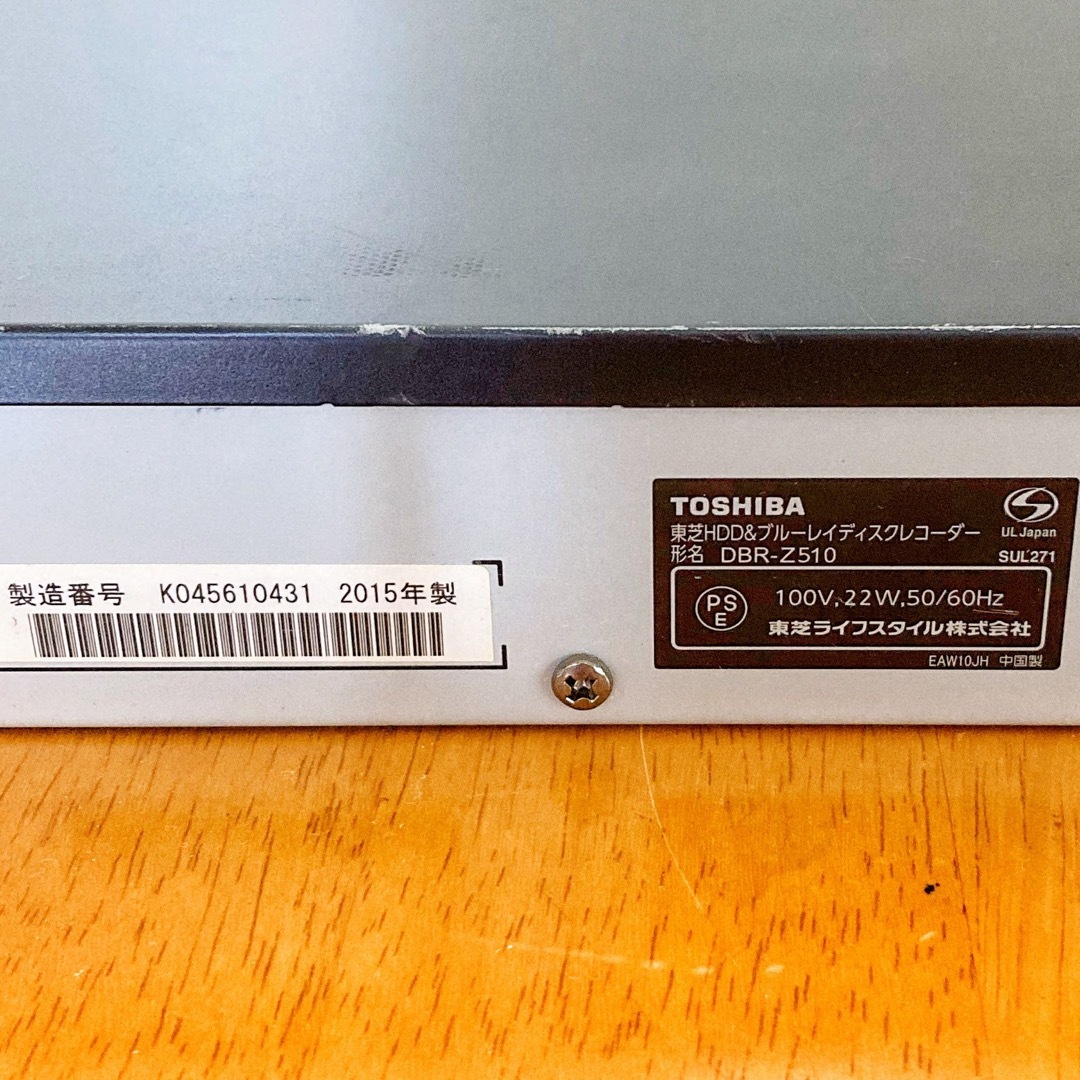 製造番号 K045610431 2015年製
TOSHIBA
東芝HDD&ブルーレイディスクレコーダー
形名 DBR-Z510
UL Japan
SUL271
PS
E
100V,22W,50/60Hz
東芝ライフスタイル株式会社
EAW10JH 中国製